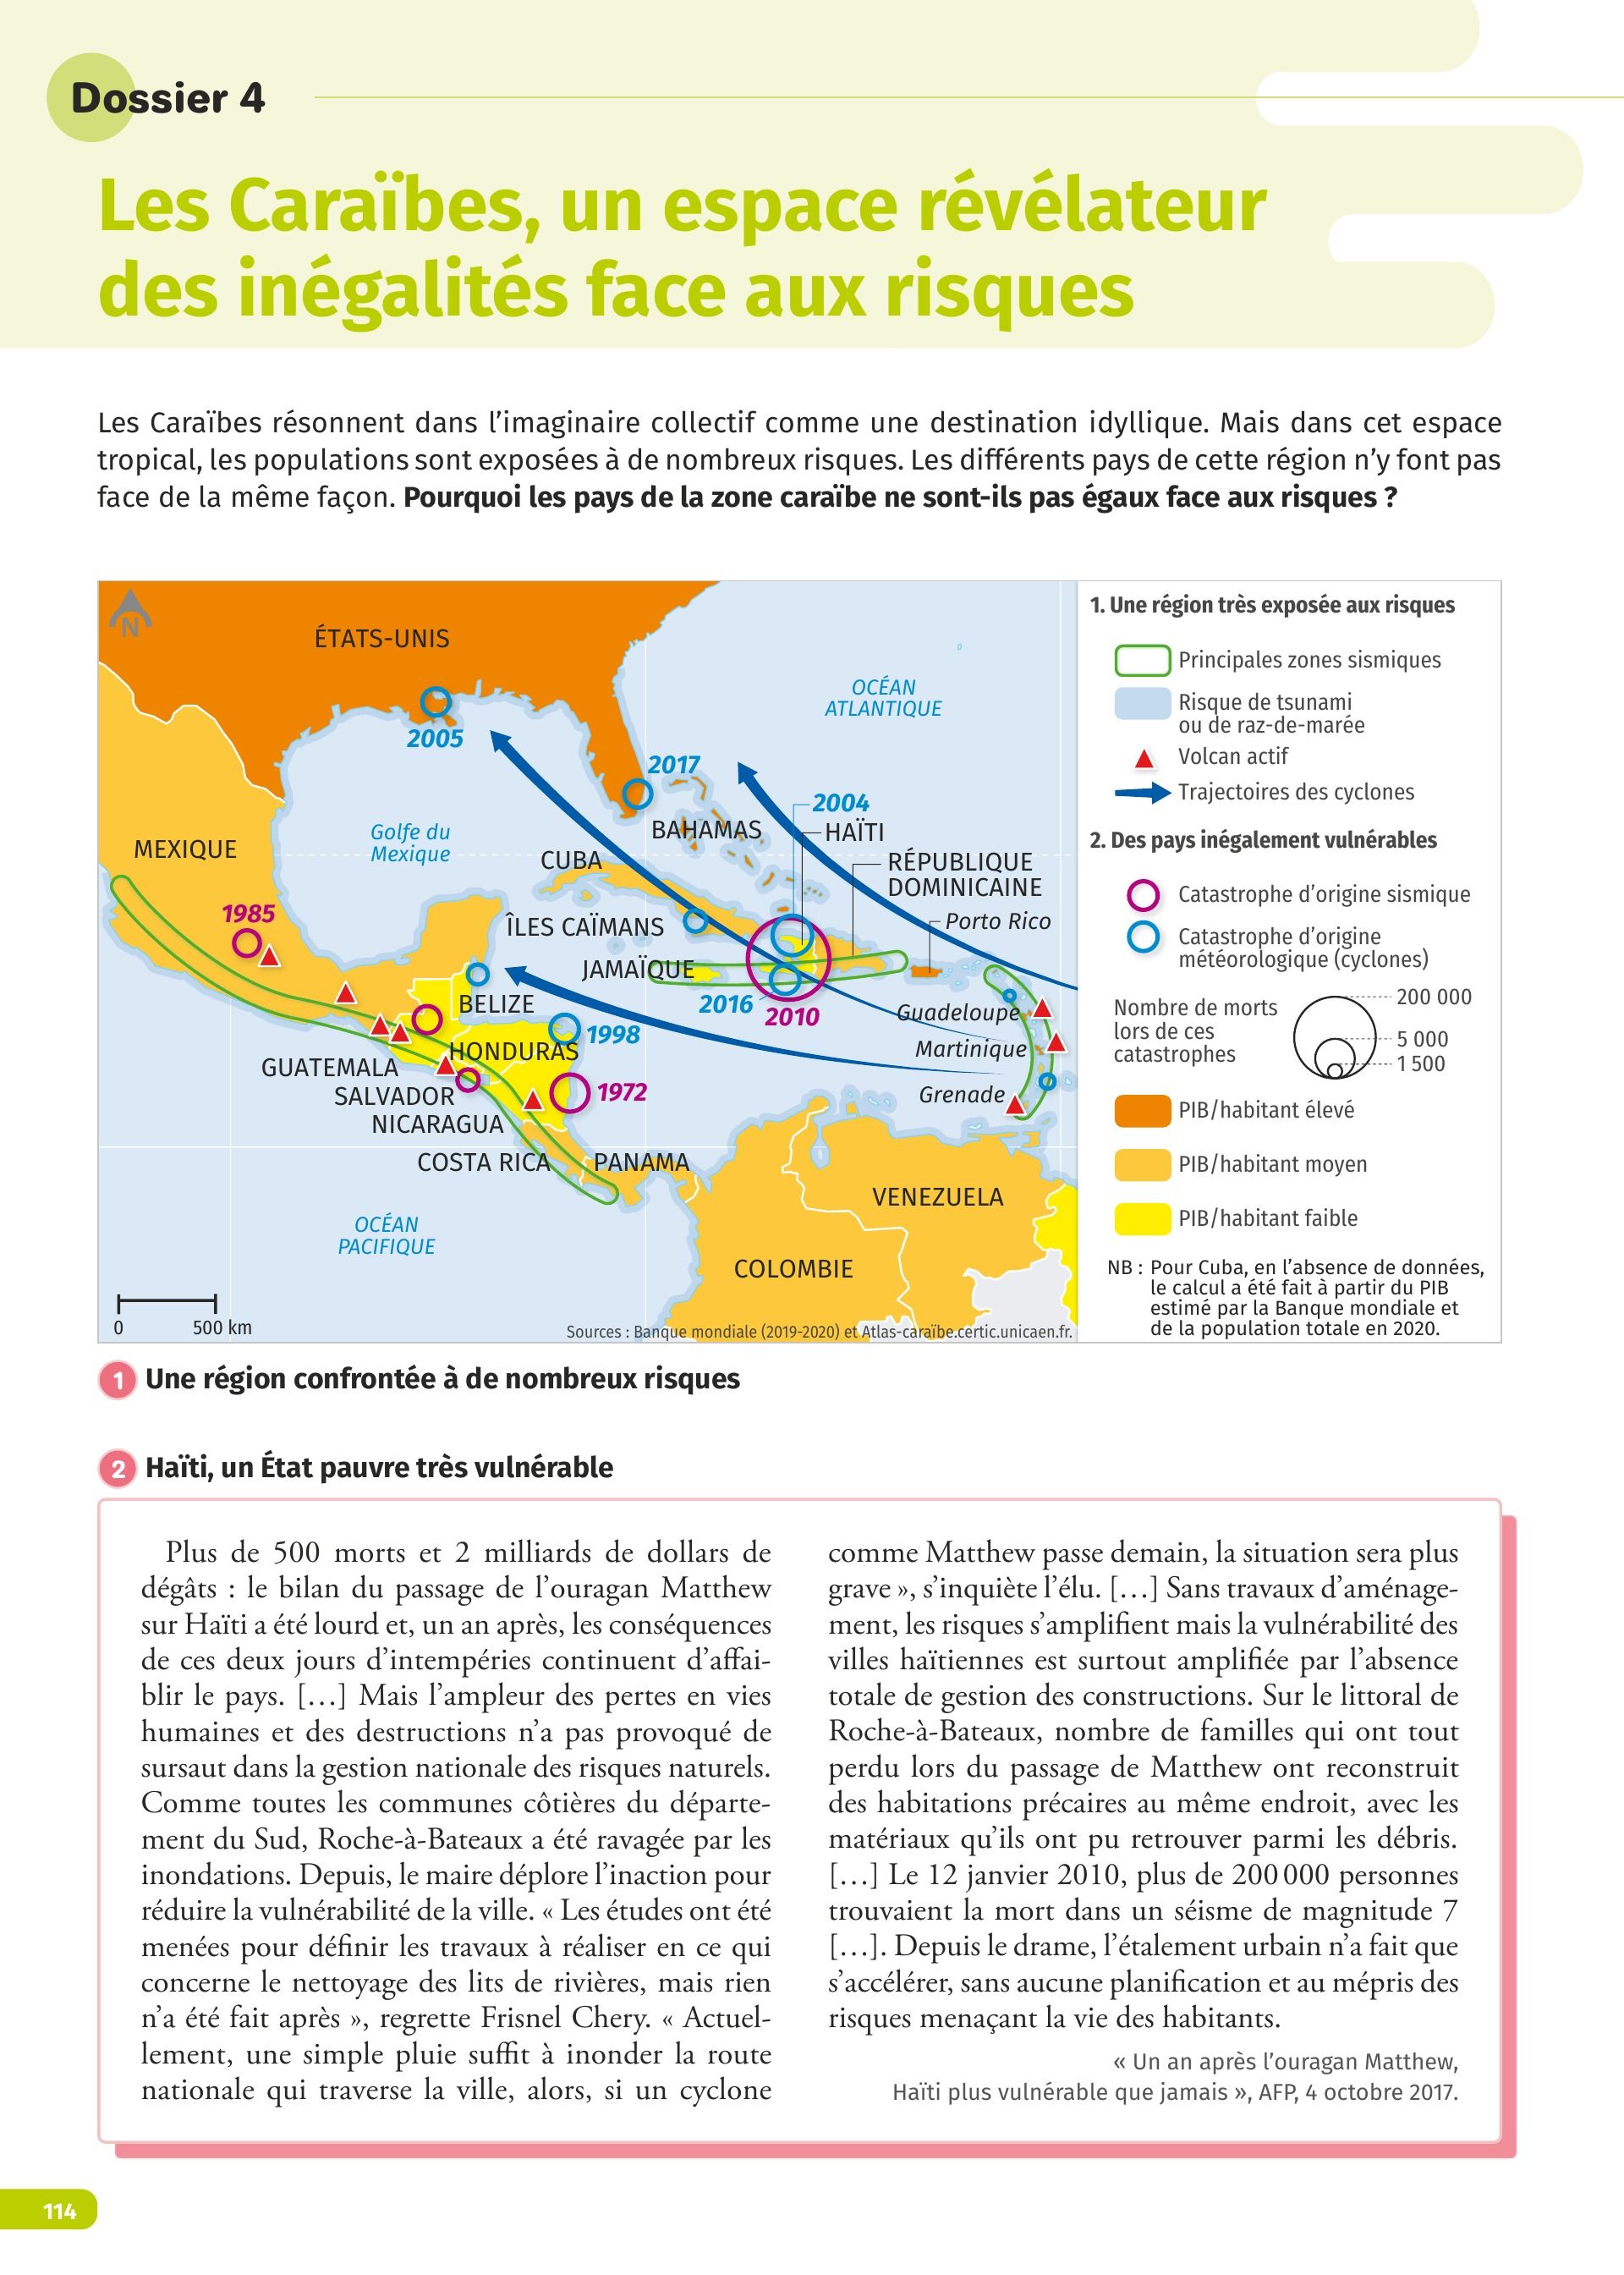 Dossier 4
Les Caraïbes, un espace révélateur
des inégalités face aux risques
Les Caraïbes résonnent dans l’imaginaire collectif comme une destination idyllique. Mais dans cet espace
tropical, les populations sont exposées à de nombreux risques. Les différents pays de cette région n’y font pas
face de la même façon. Pourquoi les pays de la zone caraïbe ne sont-ils pas égaux face aux risques ?
N
ÉTATS-UNIS
OCÉAN
ATLANTIQUE
2005
2017
2004
HAÏTI
BAHAMAS
Golfe du
Mexique
MEXIQUE
CUBA
RÉPUBLIQUE
DOMINICAINE
Porto Rico
1985
ÎLES CAÏMANS
JAMAÏQUE
BELIZE
2016
2010
Guadeloupe
1998
Martinique
HONDURAS
GUATEMALA
SALVADOR
1972
Grenade
NICARAGUA
COSTA RICA
PANAMA
VENEZUELA
OCÉAN
PACIFIQUE
COLOMBIE
0
500 km
Sources : Banque mondiale (2019-2020) et Atlas-caraïbe.certic.unicaen.fr.
1. Une région très exposée aux risques
Principales zones sismiques
Risque de tsunami
ou de raz-de-marée
Volcan actif
Trajectoires des cyclones
2. Des pays inégalement vulnérables
Catastrophe d’origine sismique
Catastrophe d’origine
météorologique (cyclones)
Nombre de morts
lors de ces
catastrophes
200 000
5 000
1 500
PIB/habitant élevé
PIB/habitant moyen
PIB/habitant faible
NB : Pour Cuba, en l’absence de données,
le calcul a été fait à partir du PIB
estimé par la Banque mondiale et
de la population totale en 2020.
1 Une région confrontée à de nombreux risques
2 Haïti, un État pauvre très vulnérable
Plus de 500 morts et 2 milliards de dollars de
dégâts : le bilan du passage de l’ouragan Matthew
sur Haïti a été lourd et, un an après, les conséquences
de ces deux jours d’intempéries continuent d’affai-
blir le pays. […] Mais l’ampleur des pertes en vies
humaines et des destructions n’a pas provoqué de
sursaut dans la gestion nationale des risques naturels.
Comme toutes les communes côtières du départe-
ment du Sud, Roche-à-Bateaux a été ravagée par les
inondations. Depuis, le maire déplore l’inaction pour
réduire la vulnérabilité de la ville. « Les études ont été
menées pour définir les travaux à réaliser en ce qui
concerne le nettoyage des lits de rivières, mais rien
n’a été fait après », regrette Frisnel Chery. « Actuel-
lement, une simple pluie suffit à inonder la route
nationale qui traverse la ville, alors, si un cyclone
comme Matthew passe demain, la situation sera plus
grave », s’inquiète l’élu. […] Sans travaux d’aménage-
ment, les risques s’amplifient mais la vulnérabilité des
villes haïtiennes est surtout amplifiée par l’absence
totale de gestion des constructions. Sur le littoral de
Roche-à-Bateaux, nombre de familles qui ont tout
perdu lors du passage de Matthew ont reconstruit
des habitations précaires au même endroit, avec les
matériaux qu’ils ont pu retrouver parmi les débris.
[…] Le 12 janvier 2010, plus de 200 000 personnes
trouvaient la mort dans un séisme de magnitude 7
[…]. Depuis le drame, l’étalement urbain n’a fait que
s’accélérer, sans aucune planification et au mépris des
risques menaçant la vie des habitants.
« Un an après l’ouragan Matthew,
Haïti plus vulnérable que jamais », AFP, 4 octobre 2017.
114